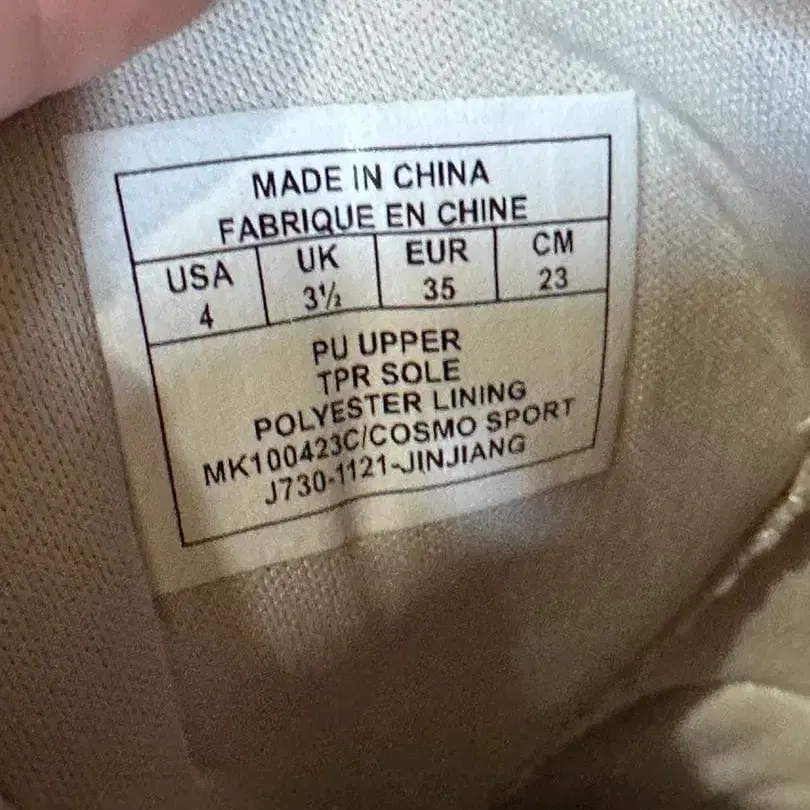 MADE IN CHINA
FABRIQUE EN CHINE
USA UK EUR CM
4 3½ 35 23
PU UPPER
TPR SOLE
POLYESTER LINING
MK100423C/COSMO SPORT
J730-1121-JINJIANG